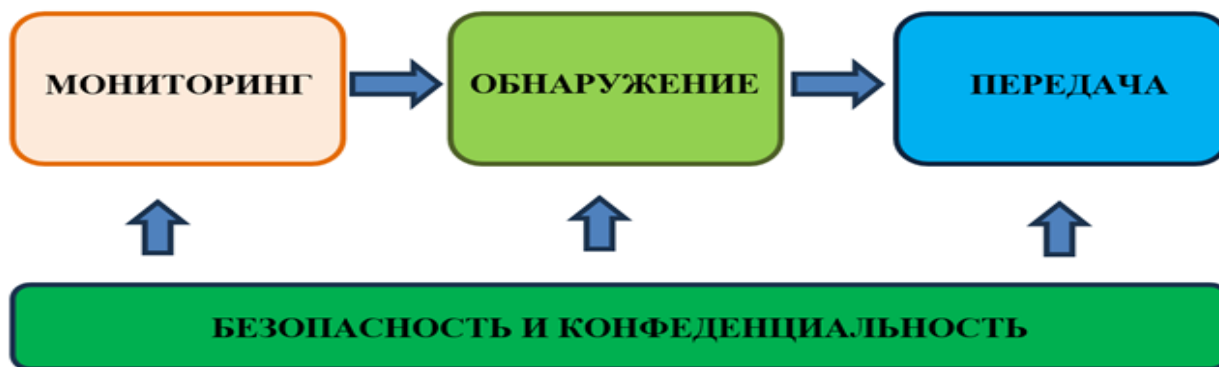 МОНИТОРИНГ
ОБНАРУЖЕНИЕ
ПЕРЕДАЧА
БЕЗОПАСНОСТЬ И КОНФЕДЕНЦИАЛЬНОСТЬ